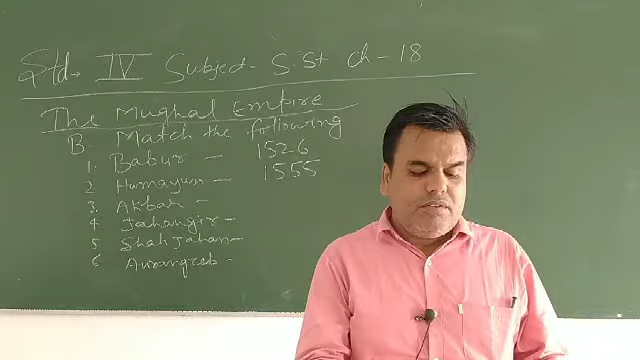 Std. IV Subject - S.St Ch - 18
The Mughal Empire
B. Match the following
1. Babur - 1526
2 Humayun - 1555
3. Akbar -
4 Jahangir -
5 Shah Jahan -
6 Aurangzeb -